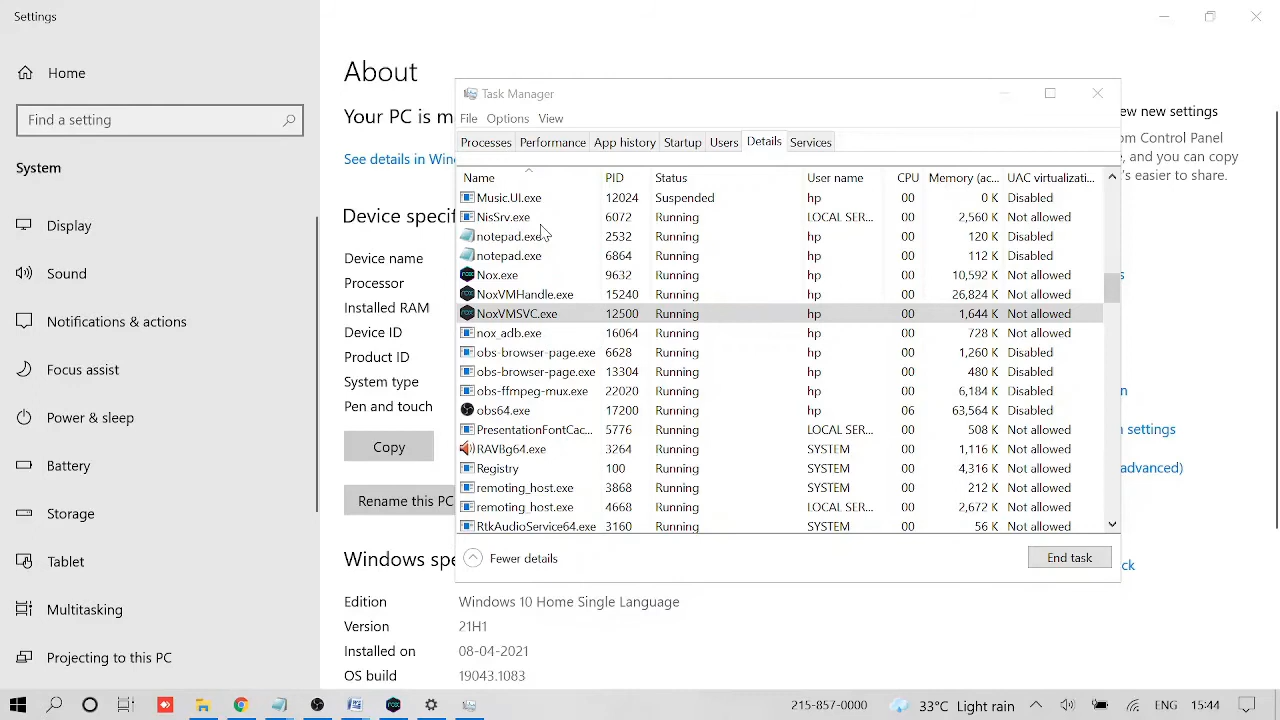 Settings
Home
Find a setting
System
Display
Sound
Notifications & actions
Focus assist
Power & sleep
Battery
Storage
Tablet
Multitasking
Projecting to this PC
About
Your PC is m
See details in Win
Device specif
Device name
Processor
Installed RAM
Device ID
Product ID
System type
Pen and touch
Copy
Rename this PC
Windows spe
Edition Windows 10 Home Single Language
Version 21H1
Installed on 08-04-2021
OS build 19043.1083
Task Manager
File Options View
Processes Performance App history Startup Users Details Services
Name PID Status User name CPU Memory (ac... UAC virtualizati...
Music.UI.exe 12024 Suspended hp 00 0 K Disabled
NisSrv.exe 6072 Running LOCAL SER... 00 2,560 K Not allowed
notepad.exe 2532 Running hp 00 120 K Disabled
notepad.exe 6864 Running hp 00 112 K Disabled
Nox.exe 9632 Running hp 00 10,592 K Not allowed
NoxVMHandle.exe 15240 Running hp 00 26,824 K Not allowed
NoxVMSVC.exe 12500 Running hp 00 1,644 K Not allowed
nox_adb.exe 16064 Running hp 00 728 K Not allowed
obs-browser-page.exe 6628 Running hp 00 1,260 K Disabled
obs-browser-page.exe 13304 Running hp 00 480 K Disabled
obs-ffmpeg-mux.exe 22020 Running hp 00 6,184 K Disabled
obs64.exe 17200 Running hp 06 63,564 K Disabled
PresentationFontCac... 5776 Running LOCAL SER... 00 508 K Not allowed
RAVBg64.exe 3264 Running SYSTEM 00 1,116 K Not allowed
Registry 100 Running SYSTEM 00 4,316 K Not allowed
remoting_host.exe 3868 Running SYSTEM 00 212 K Not allowed
remoting_host.exe 4668 Running LOCAL SER... 00 2,672 K Not allowed
RtkAudioService64.exe 3160 Running SYSTEM 00 56 K Not allowed
Fewer details
End task
ew new settings
om Control Panel
e, and you can copy
's easier to share.
s
n
n settings
advanced)
ck
nox
215-857-0000 33°C Light rain ENG 15:44